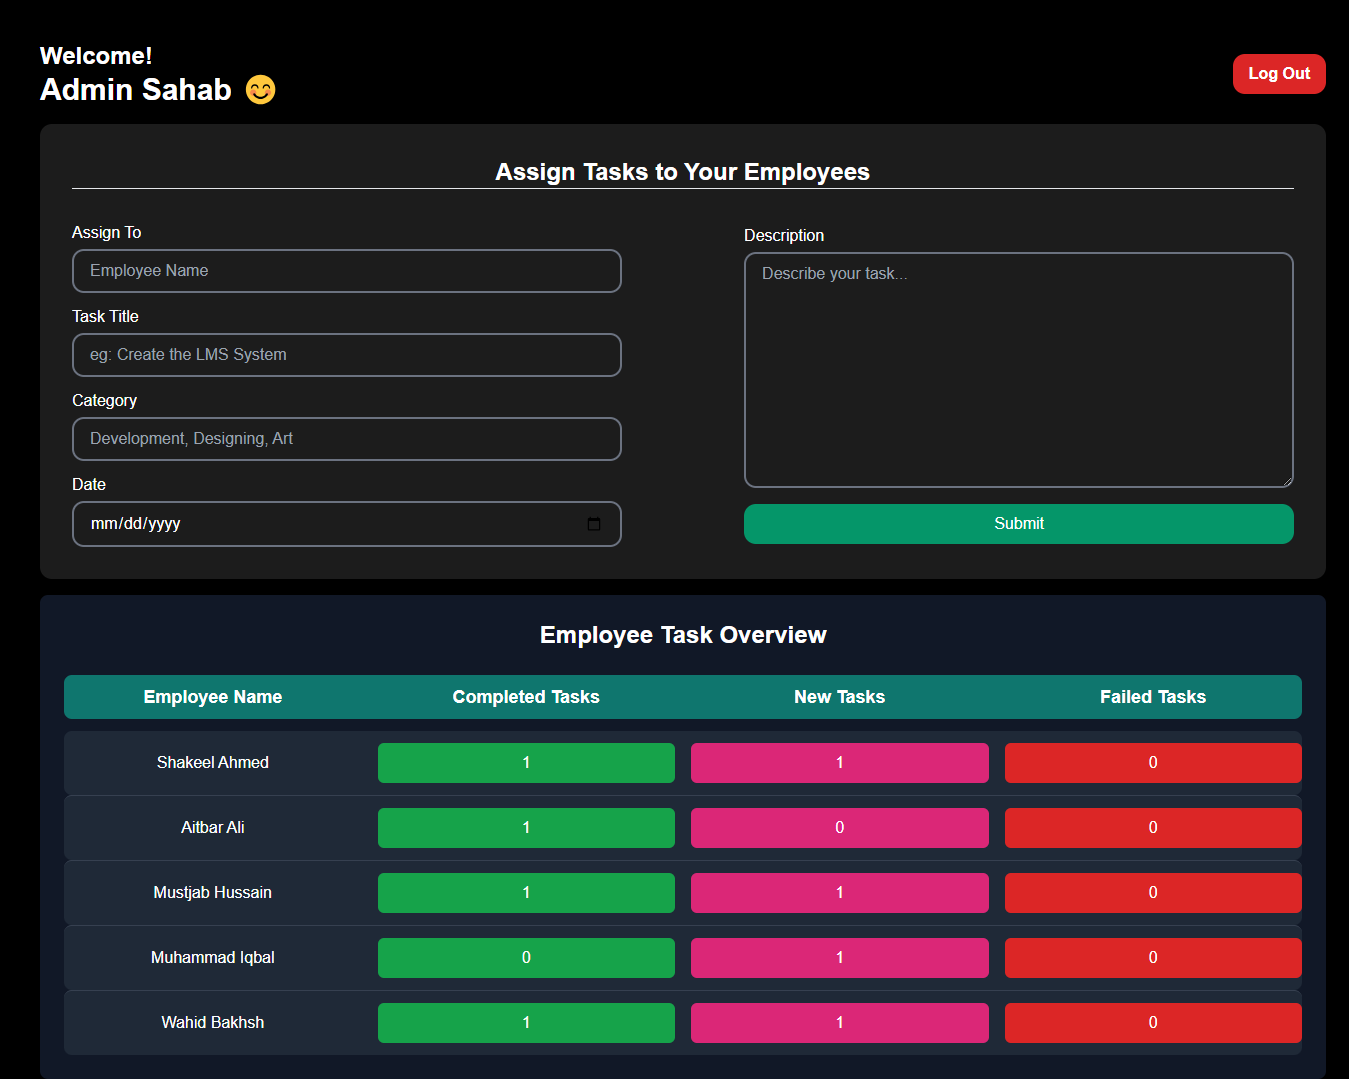 Welcome!
Admin Sahab 😊
Log Out
Assign Tasks to Your Employees
Assign To
Employee Name
Task Title
eg: Create the LMS System
Category
Development, Designing, Art
Date
mm/dd/yyyy
Description
Describe your task...
Submit
Employee Task Overview
Employee Name Completed Tasks New Tasks Failed Tasks
Shakeel Ahmed 1 1 0
Aitbar Ali 1 0 0
Mustjab Hussain 1 1 0
Muhammad Iqbal 0 1 0
Wahid Bakhsh 1 1 0